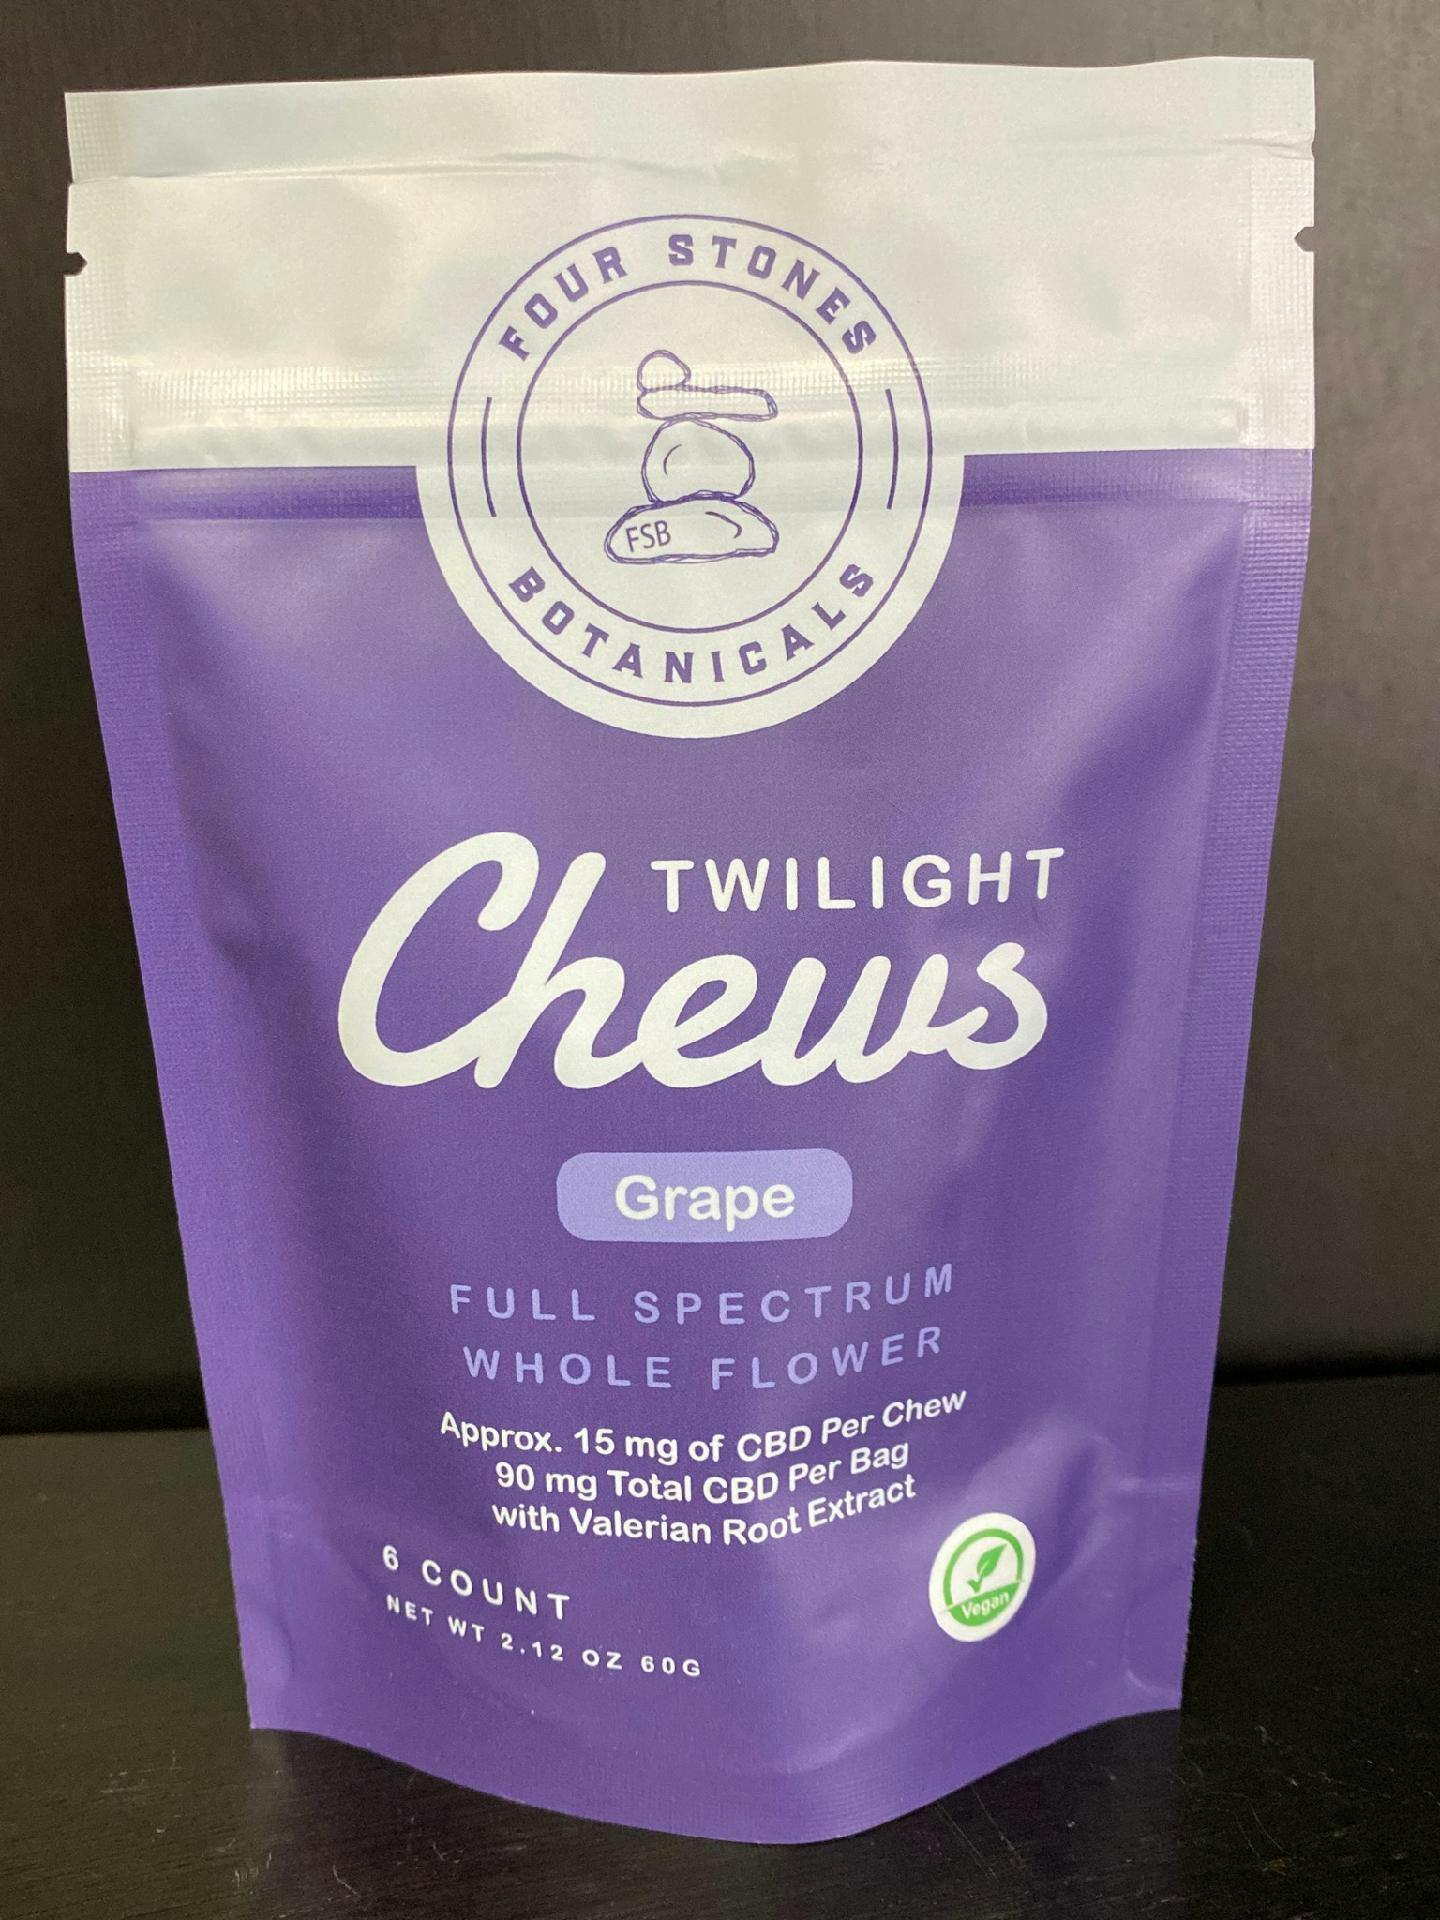 FOUR STONES
FSB
BOTANICALS
TWILIGHT
Chews
Grape
FULL SPECTRUM
WHOLE FLOWER
Approx. 15 mg of CBD Per Chew
90 mg Total CBD Per Bag
with Valerian Root Extract
6 COUNT
NET WT 2.12 OZ 60G
Vegan